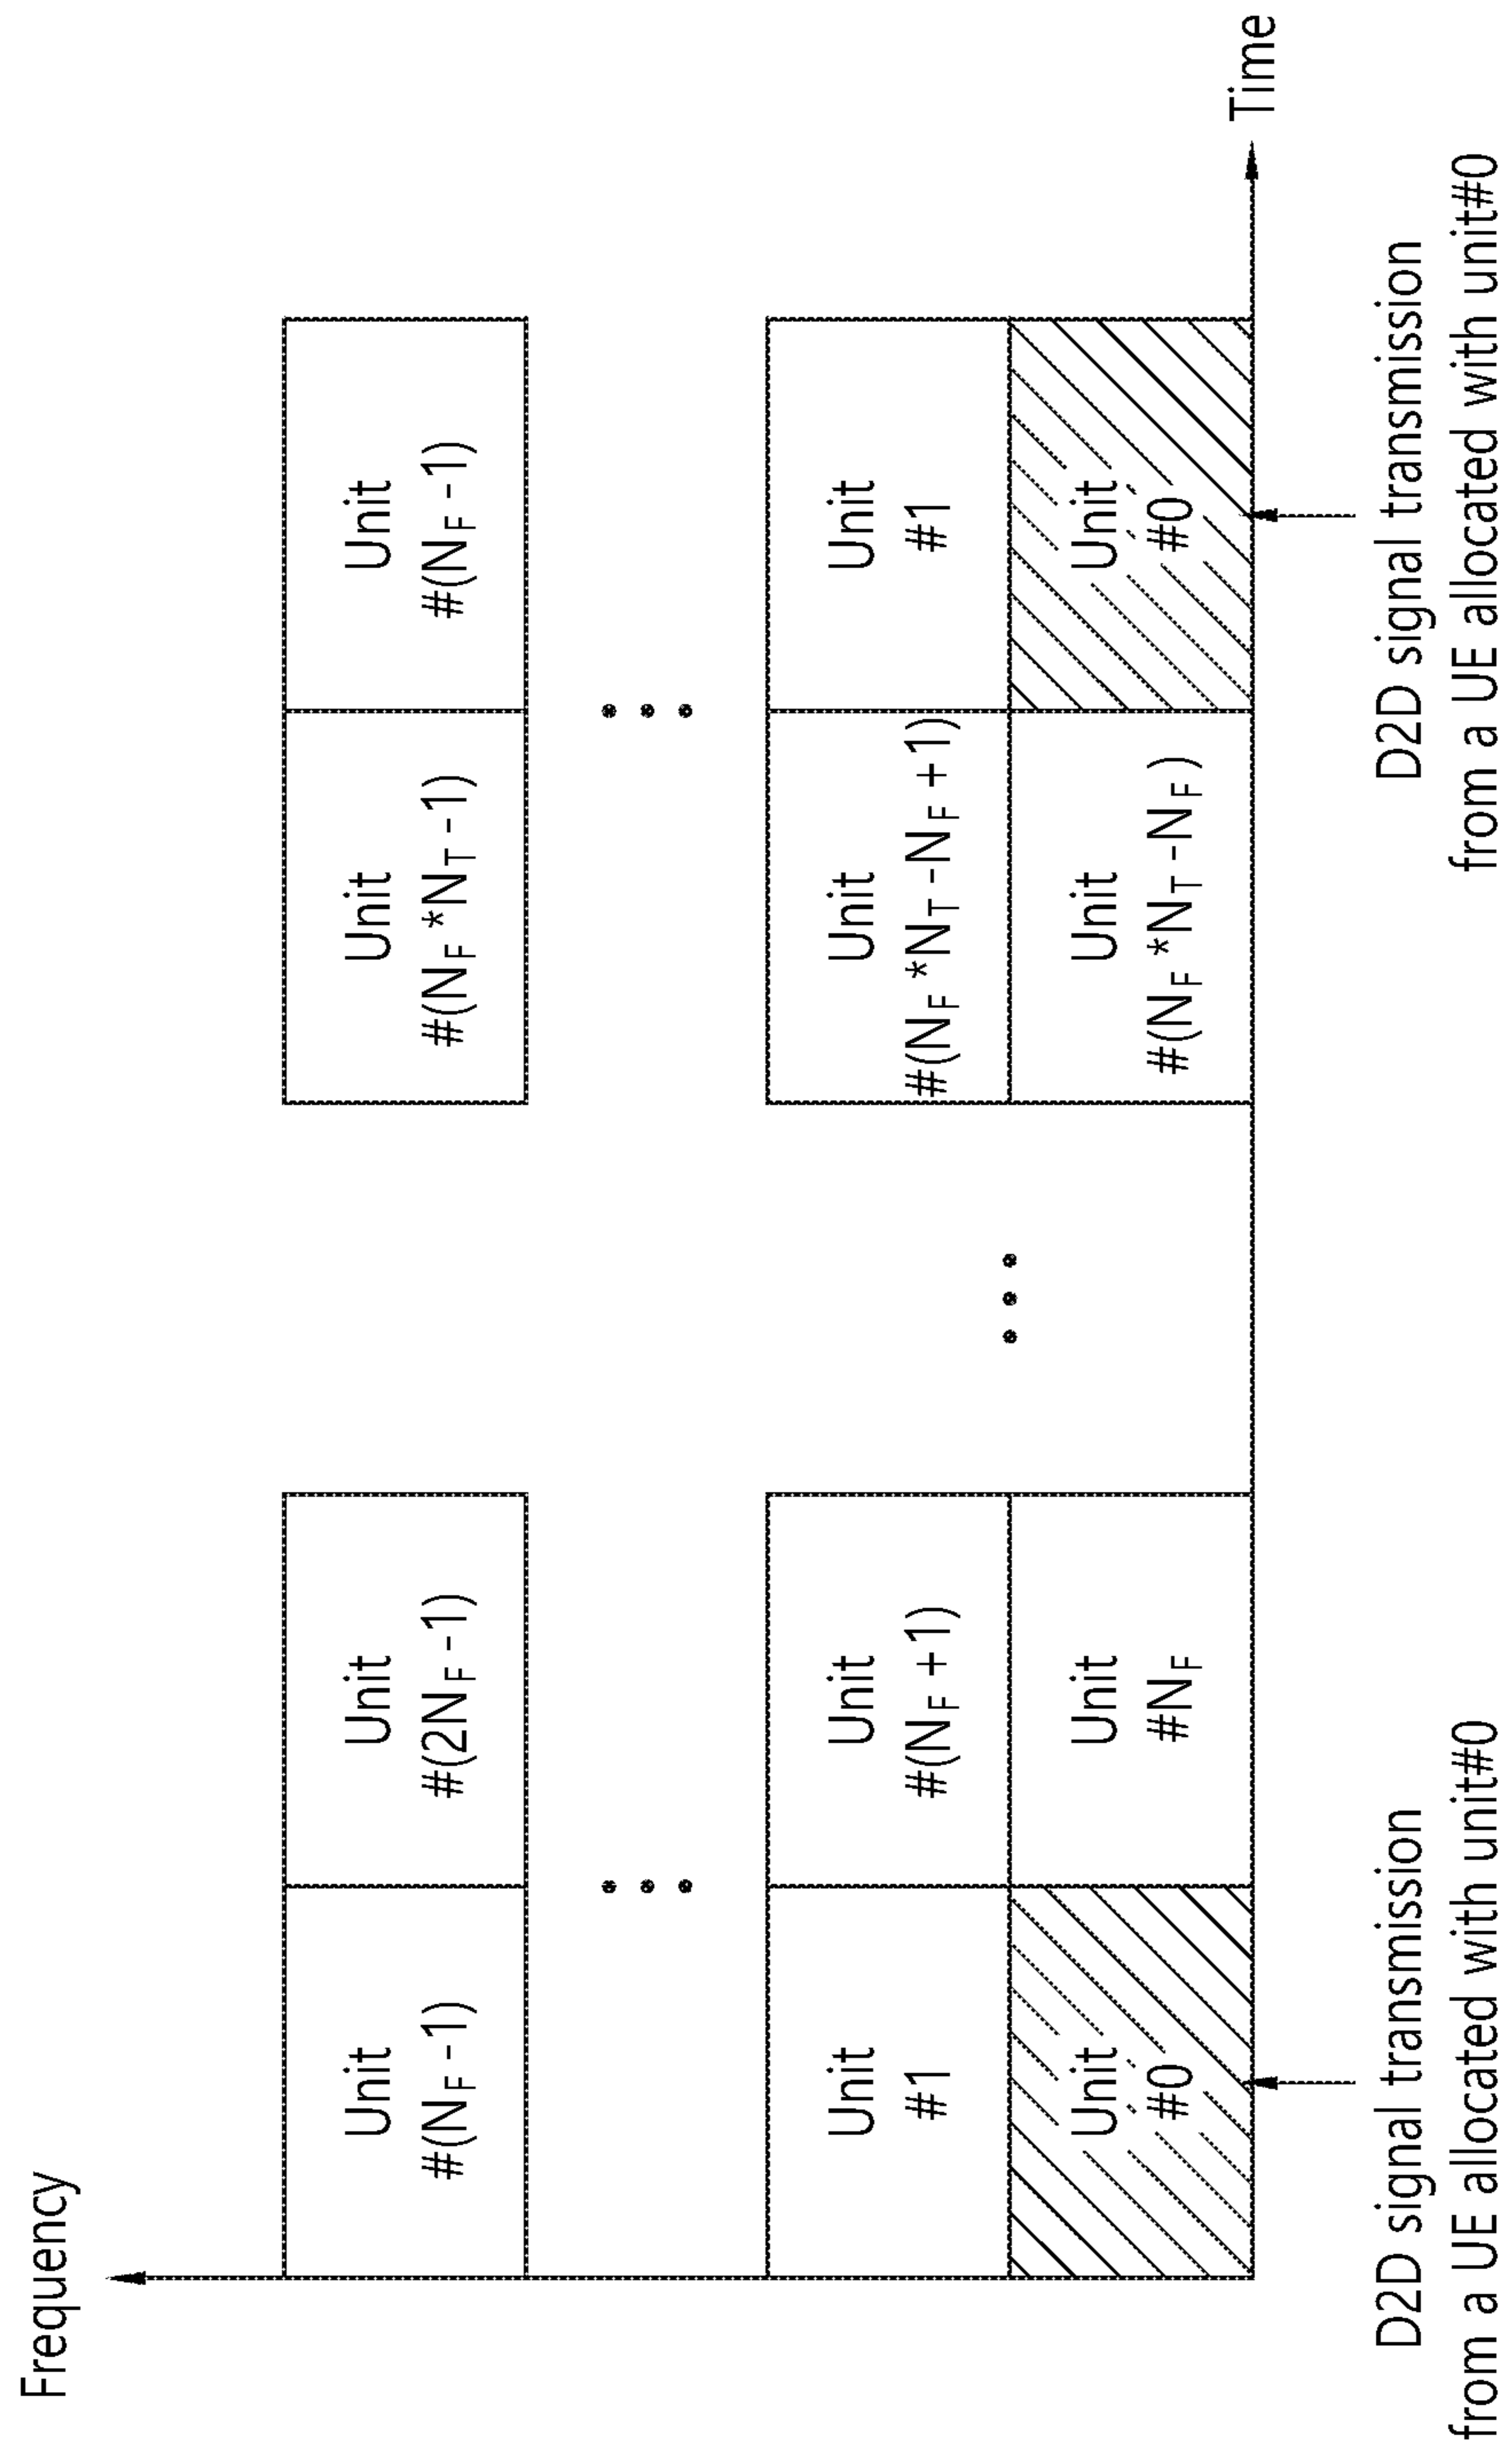 Frequency
Unit
#(N_F-1)
Unit
#(2N_F-1)
Unit
#(N_F*N_T-1)
Unit
#(N_F-1)
Unit
#1
Unit
#(N_F+1)
Unit
#(N_F*N_T-N_F+1)
Unit
#1
Unit
#0
Unit
#N_F
Unit
#(N_F*N_T-N_F)
Unit
#0
Time
D2D signal transmission
from a UE allocated with unit#0
D2D signal transmission
from a UE allocated with unit#0